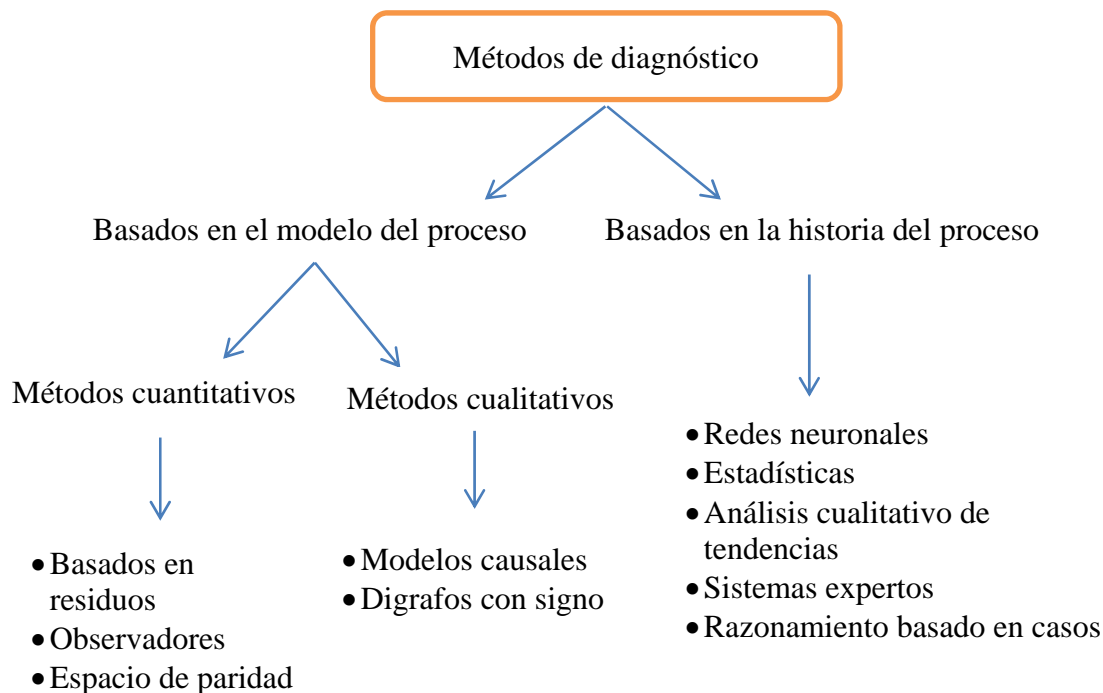 Métodos de diagnóstico
Basados en el modelo del proceso
Basados en la historia del proceso
Métodos cuantitativos
Métodos cualitativos
•Basados en
residuos
•Observadores
•Espacio de paridad
•Modelos causales
•Digrafos con signo
•Redes neuronales
•Estadísticas
•Análisis cualitativo de
tendencias
•Sistemas expertos
•Razonamiento basado en casos